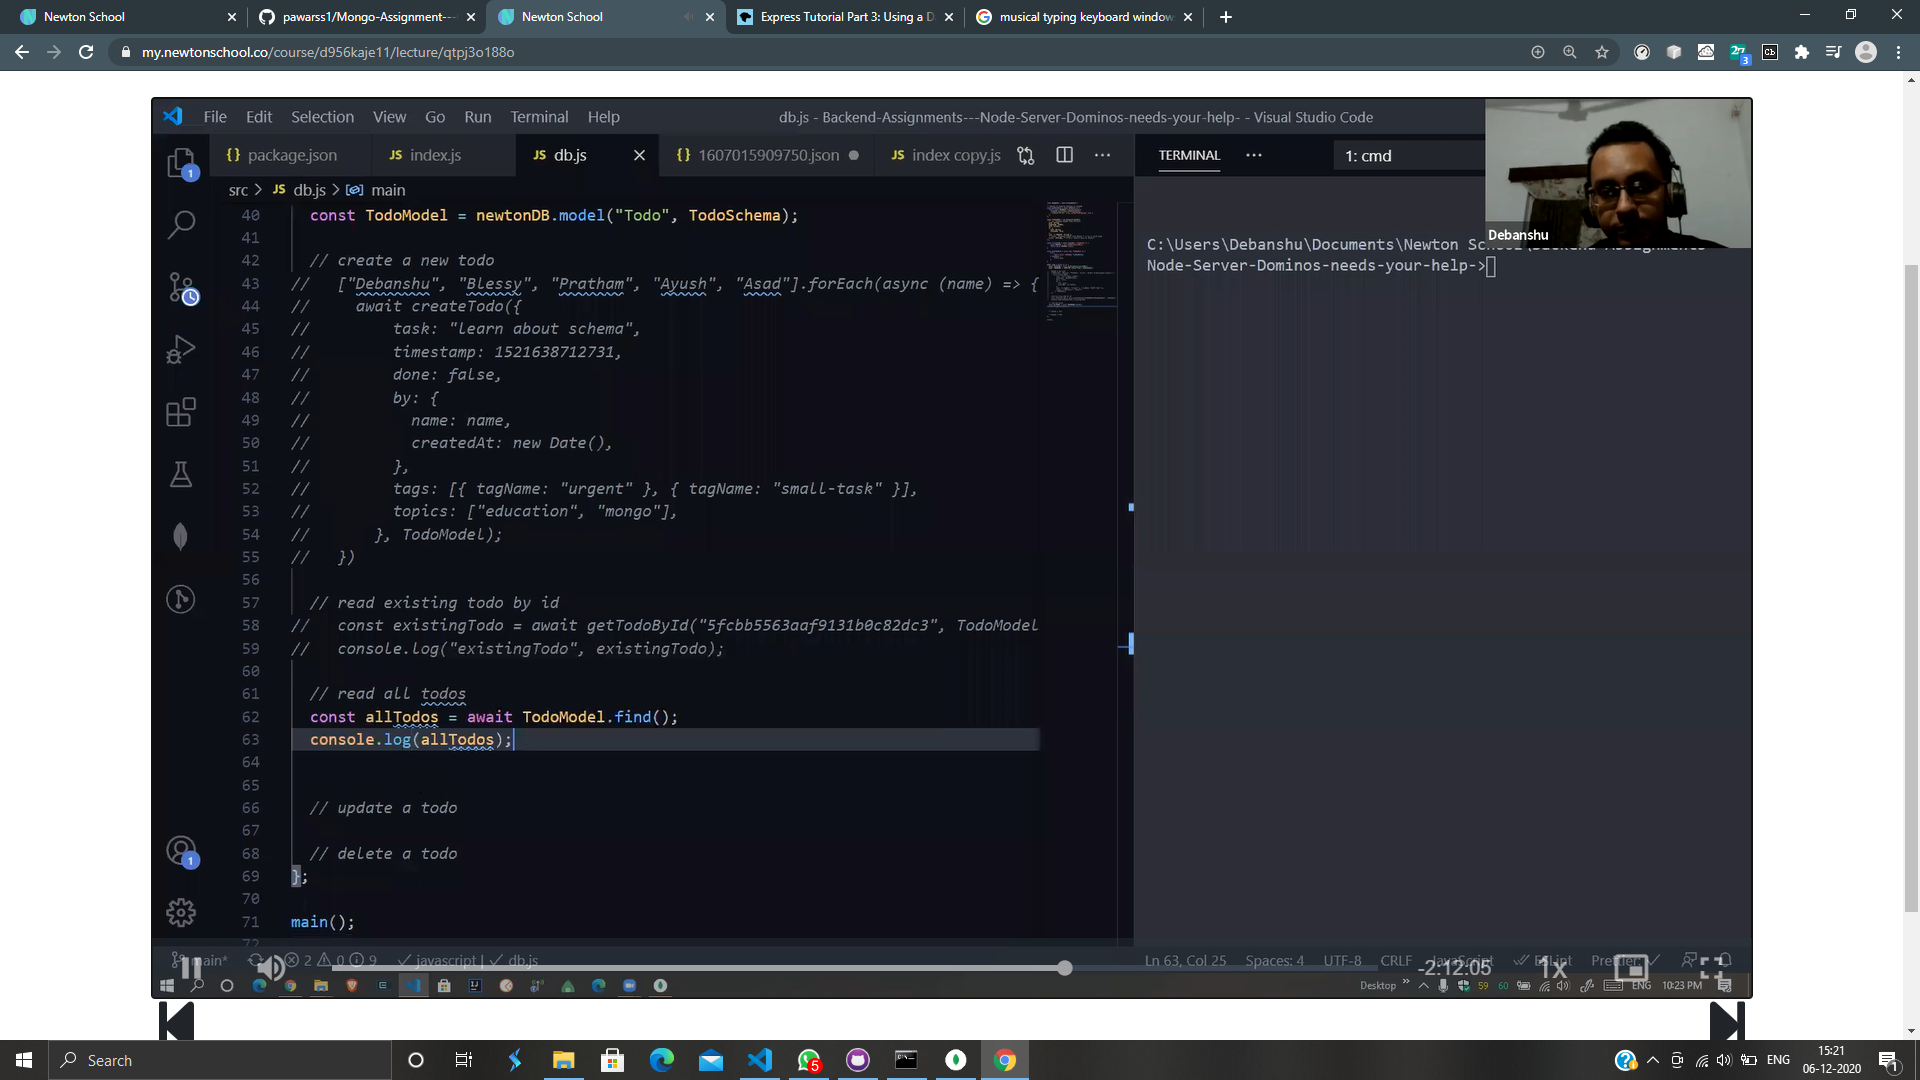 Newton School
pawarss1/Mongo-Assignment---
Newton School
Express Tutorial Part 3: Using a D
musical typing keyboard window
my.newtonschool.co/course/d956kaje11/lecture/qtpj3o188o
File Edit Selection View Go Run Terminal Help
db.js - Backend-Assignments---Node-Server-Dominos-needs-your-help- - Visual Studio Code
{} package.json
JS index.js
JS db.js
{} 1607015909750.json
JS index copy.js
TERMINAL
1: cmd
src > JS db.js > main
Debanshu
C:\Users\Debanshu\Documents\Newton School\Backend-Assignments---
Node-Server-Dominos-needs-your-help->
40 const TodoModel = newtonDB.model("Todo", TodoSchema);
41
42 // create a new todo
43 // ["Debanshu", "Blessy", "Pratham", "Ayush", "Asad"].forEach(async (name) => {
44 // await createTodo({
45 // task: "learn about schema",
46 // timestamp: 1521638712731,
47 // done: false,
48 // by: {
49 // name: name,
50 // createdAt: new Date(),
51 // },
52 // tags: [{ tagName: "urgent" }, { tagName: "small-task" }],
53 // topics: ["education", "mongo"],
54 // }, TodoModel);
55 // })
56
57 // read existing todo by id
58 // const existingTodo = await getTodoById("5fcbb5563aaf9131b0c82dc3", TodoModel
59 // console.log("existingTodo", existingTodo);
60
61 // read all todos
62 const allTodos = await TodoModel.find();
63 console.log(allTodos);
64
65
66 // update a todo
67
68 // delete a todo
69 };
70
71 main();
72
main* 2 0 9 javascript | db.js
Ln 63, Col 25 Spaces: 4 UTF-8 CRLF JavaScript ESLint Prettier
-2:12:05
1x
Desktop
59
60
ENG
10:23 PM
Search
5
ENG
15:21
06-12-2020
1